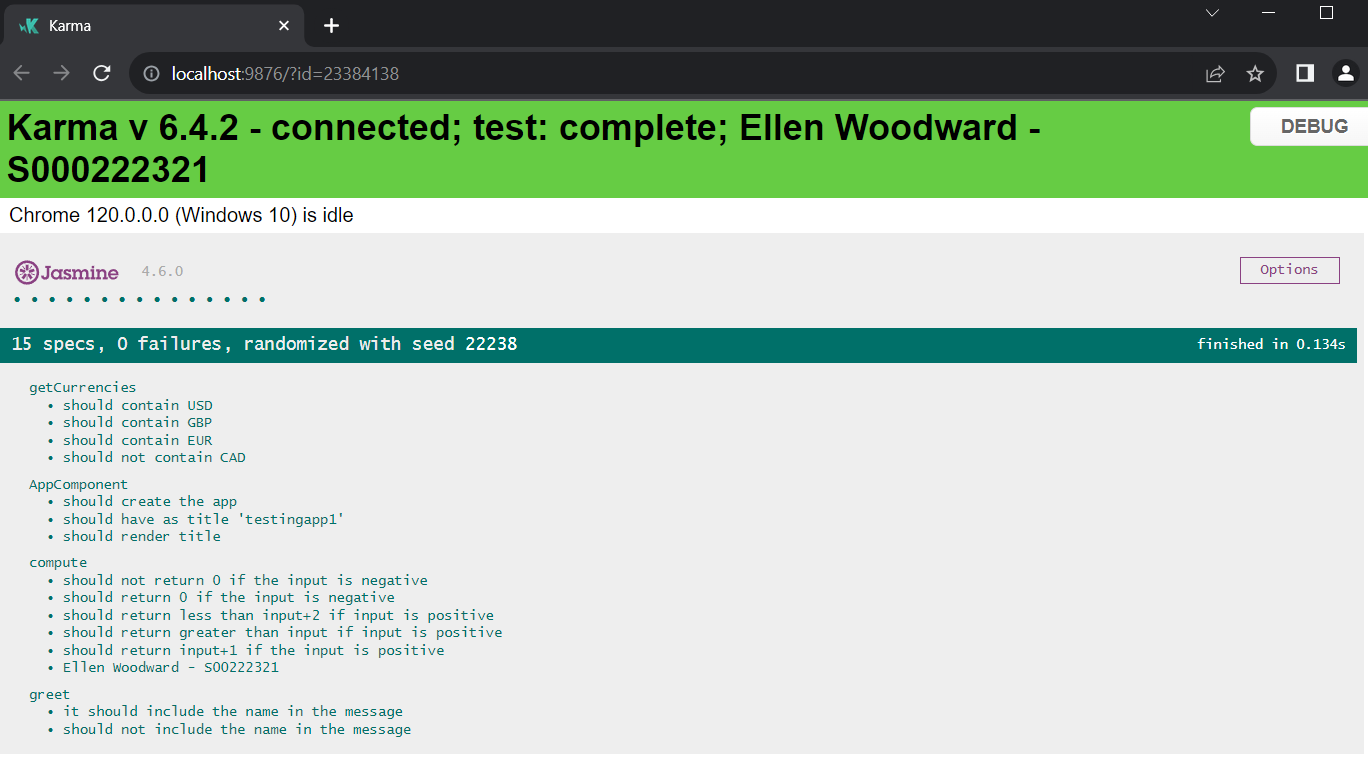 Karma
localhost:9876/?id=23384138
Karma v 6.4.2 - connected; test: complete; Ellen Woodward -
S000222321
DEBUG
Chrome 120.0.0.0 (Windows 10) is idle
Jasmine 4.6.0
Options
• • • • • • • • • • • • • • •
15 specs, 0 failures, randomized with seed 22238
finished in 0.134s
getCurrencies
• should contain USD
• should contain GBP
• should contain EUR
• should not contain CAD
AppComponent
• should create the app
• should have as title 'testingapp1'
• should render title
compute
• should not return 0 if the input is negative
• should return 0 if the input is negative
• should return less than input+2 if input is positive
• should return greater than input if input is positive
• should return input+1 if the input is positive
• Ellen Woodward - S00222321
greet
• it should include the name in the message
• should not include the name in the message